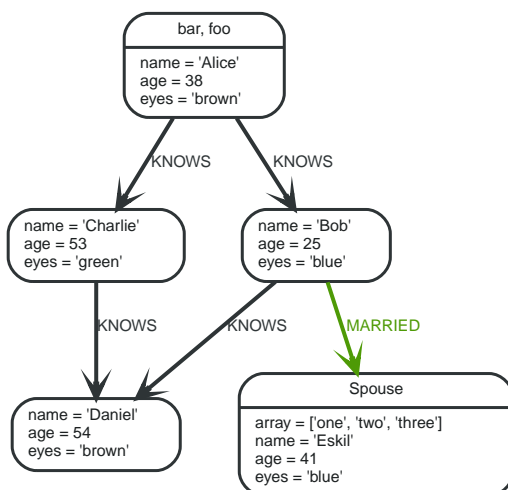 bar, foo
name = 'Alice'
age = 38
eyes = 'brown'
KNOWS
KNOWS
name = 'Charlie'
age = 53
eyes = 'green'
name = 'Bob'
age = 25
eyes = 'blue'
KNOWS
KNOWS
MARRIED
name = 'Daniel'
age = 54
eyes = 'brown'
Spouse
array = ['one', 'two', 'three']
name = 'Eskil'
age = 41
eyes = 'blue'